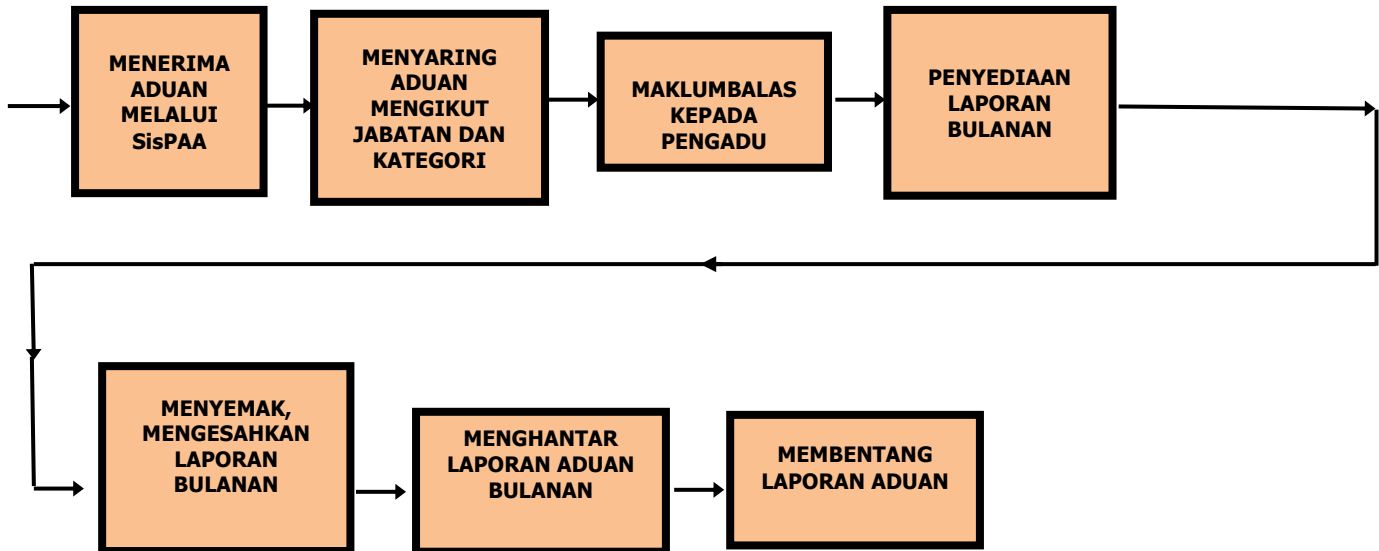 MENERIMA
ADUAN
MELALUI
SisPAA
MENYARING
ADUAN
MENGIKUT
JABATAN DAN
KATEGORI
MAKLUMBALAS
KEPADA
PENGADU
PENYEDIAAN
LAPORAN
BULANAN
MENYEMAK,
MENGESAHKAN
LAPORAN
BULANAN
MENGHANTAR
LAPORAN ADUAN
BULANAN
MEMBENTANG
LAPORAN ADUAN